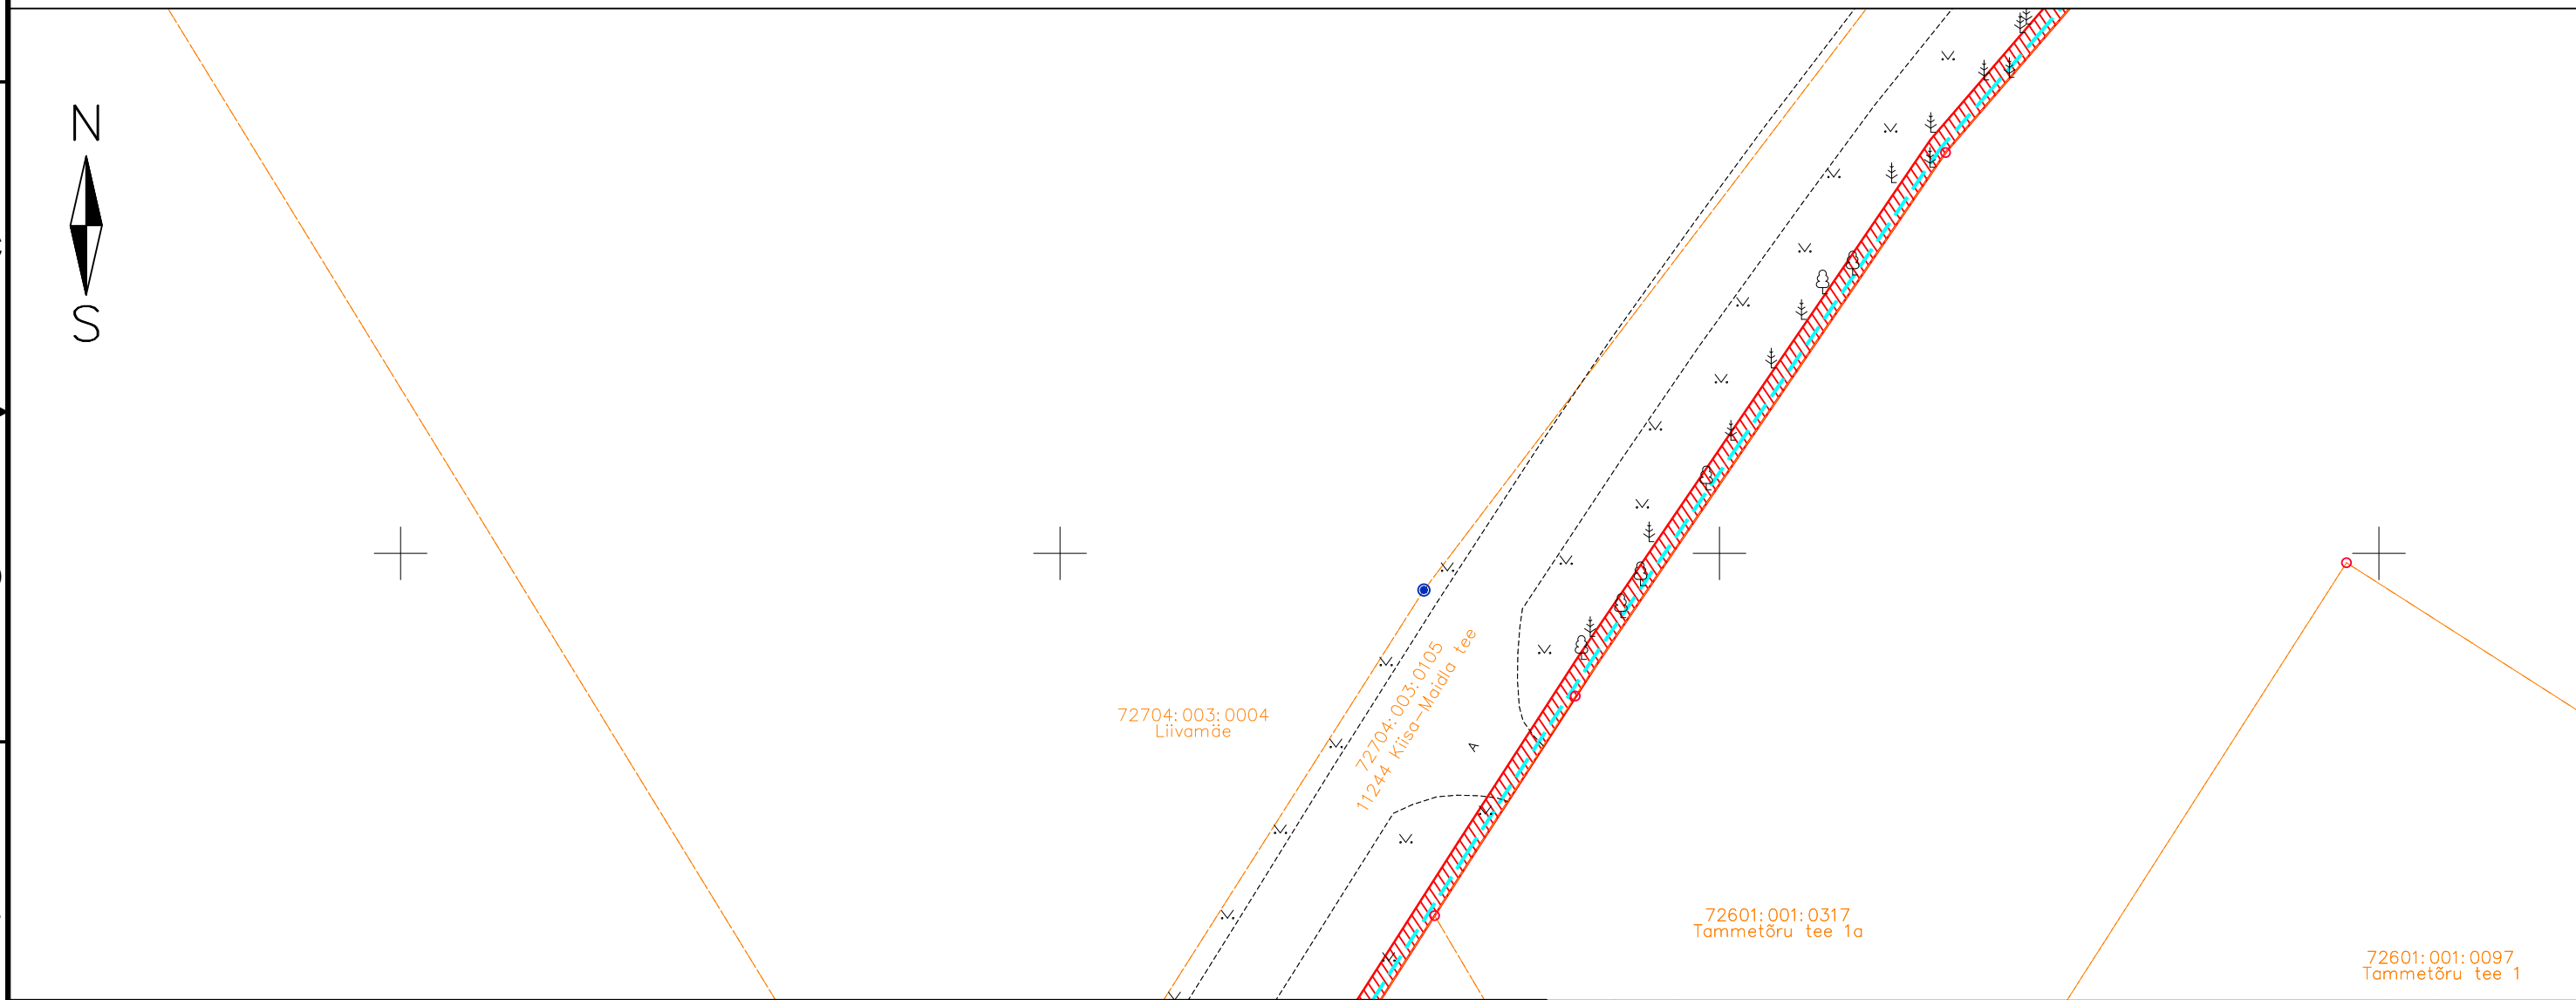 N
S
72704:003:0004
Liivamäe
72704:003:0105
11244 Kiisa-Maidla tee
A
72601:001:0317
Tammetõru tee 1a
72601:001:0097
Tammetõru tee 1